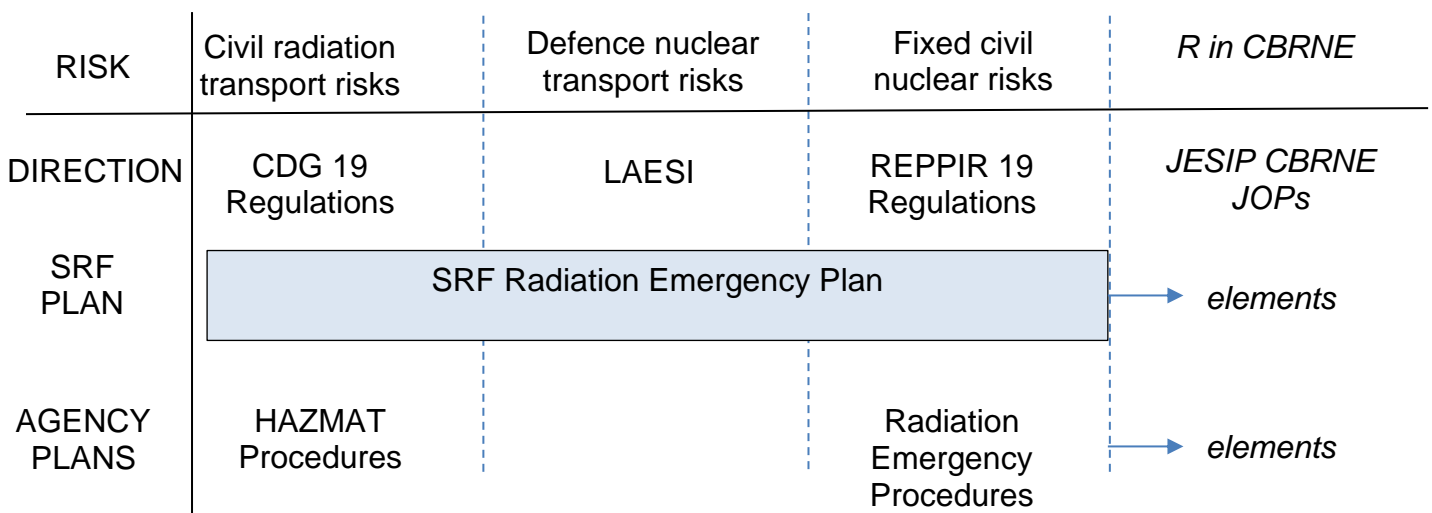 RISK
Civil radiation
transport risks
Defence nuclear
transport risks
Fixed civil
nuclear risks
R in CBRNE
DIRECTION
CDG 19
Regulations
LAESI
REPPIR 19
Regulations
JESIP CBRNE
JOPs
SRF
PLAN
SRF Radiation Emergency Plan
elements
AGENCY
PLANS
HAZMAT
Procedures
Radiation
Emergency
Procedures
elements